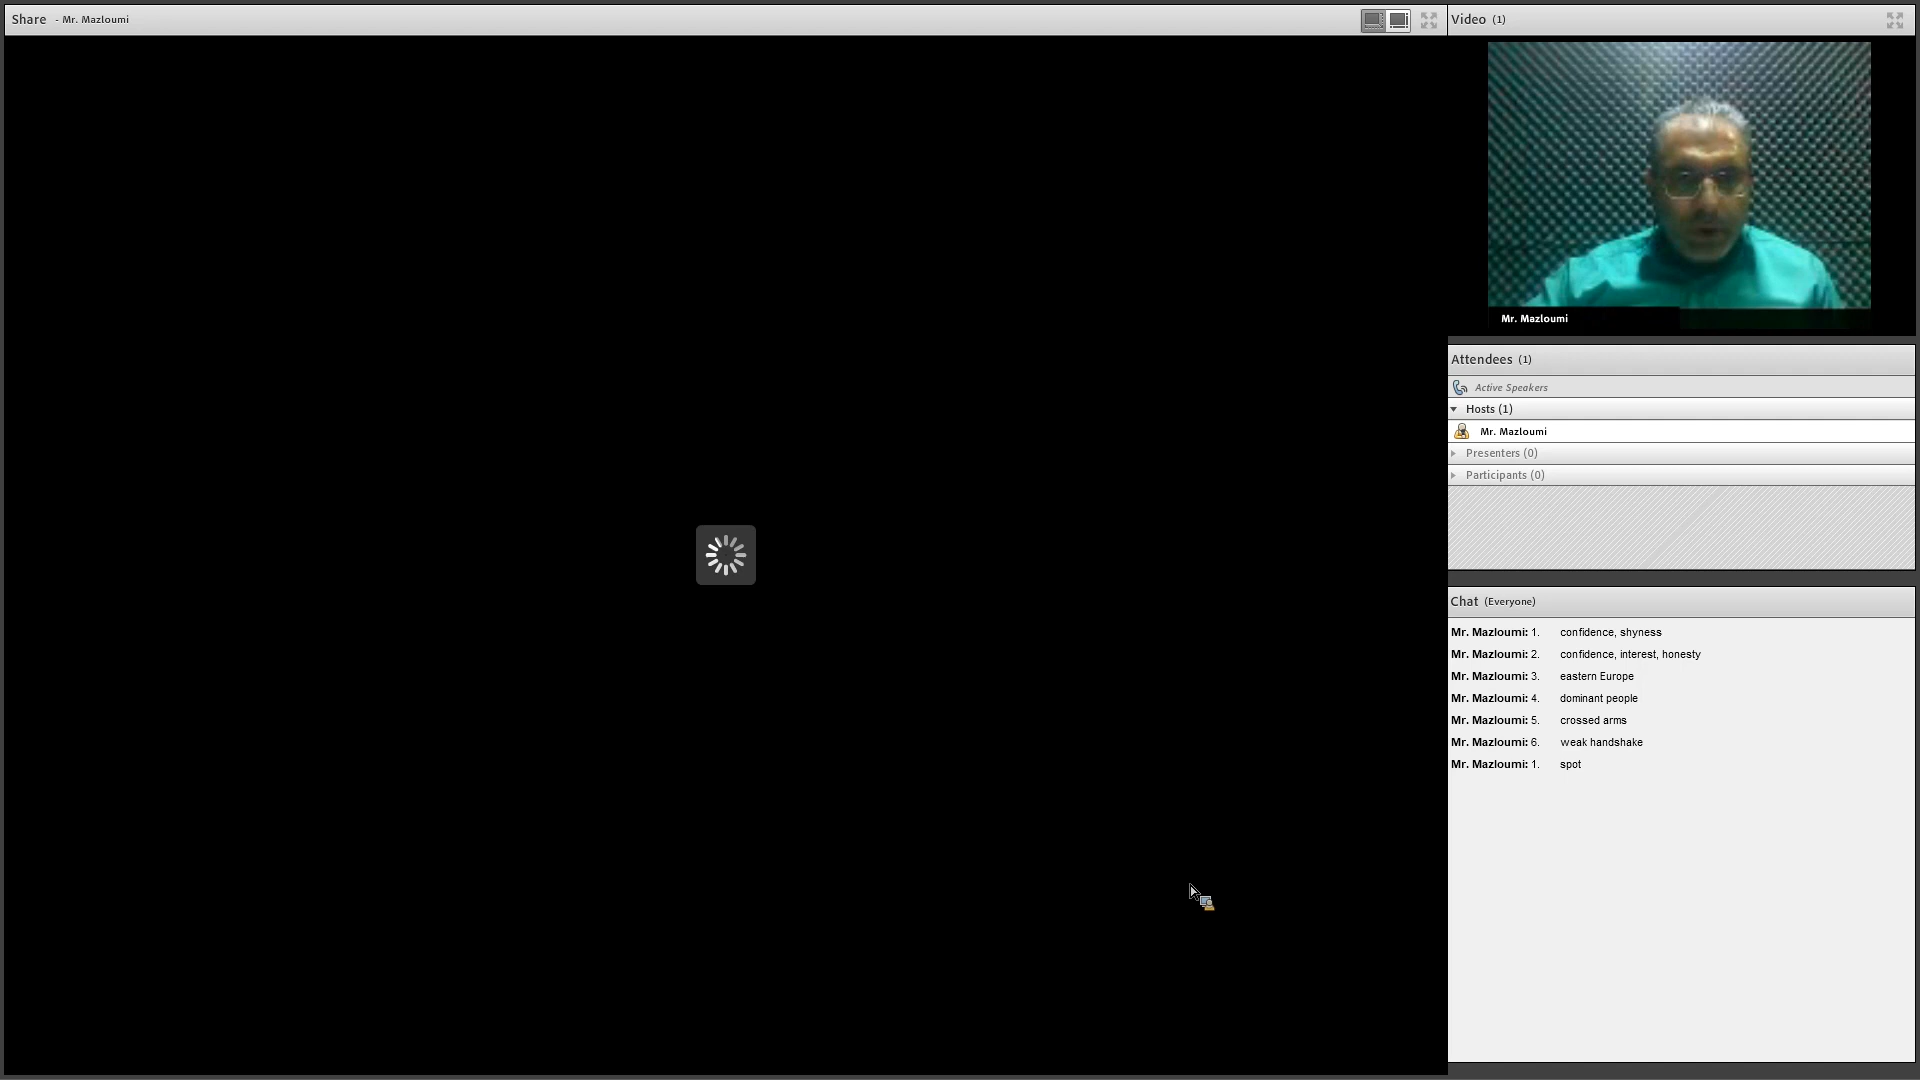 Share - Mr. Mazloumi
Video (1)
Mr. Mazloumi
Attendees (1)
Active Speakers
Hosts (1)
Mr. Mazloumi
Presenters (0)
Participants (0)
Chat (Everyone)
Mr. Mazloumi: 1. confidence, shyness
Mr. Mazloumi: 2. confidence, interest, honesty
Mr. Mazloumi: 3. eastern Europe
Mr. Mazloumi: 4. dominant people
Mr. Mazloumi: 5. crossed arms
Mr. Mazloumi: 6. weak handshake
Mr. Mazloumi: 1. spot